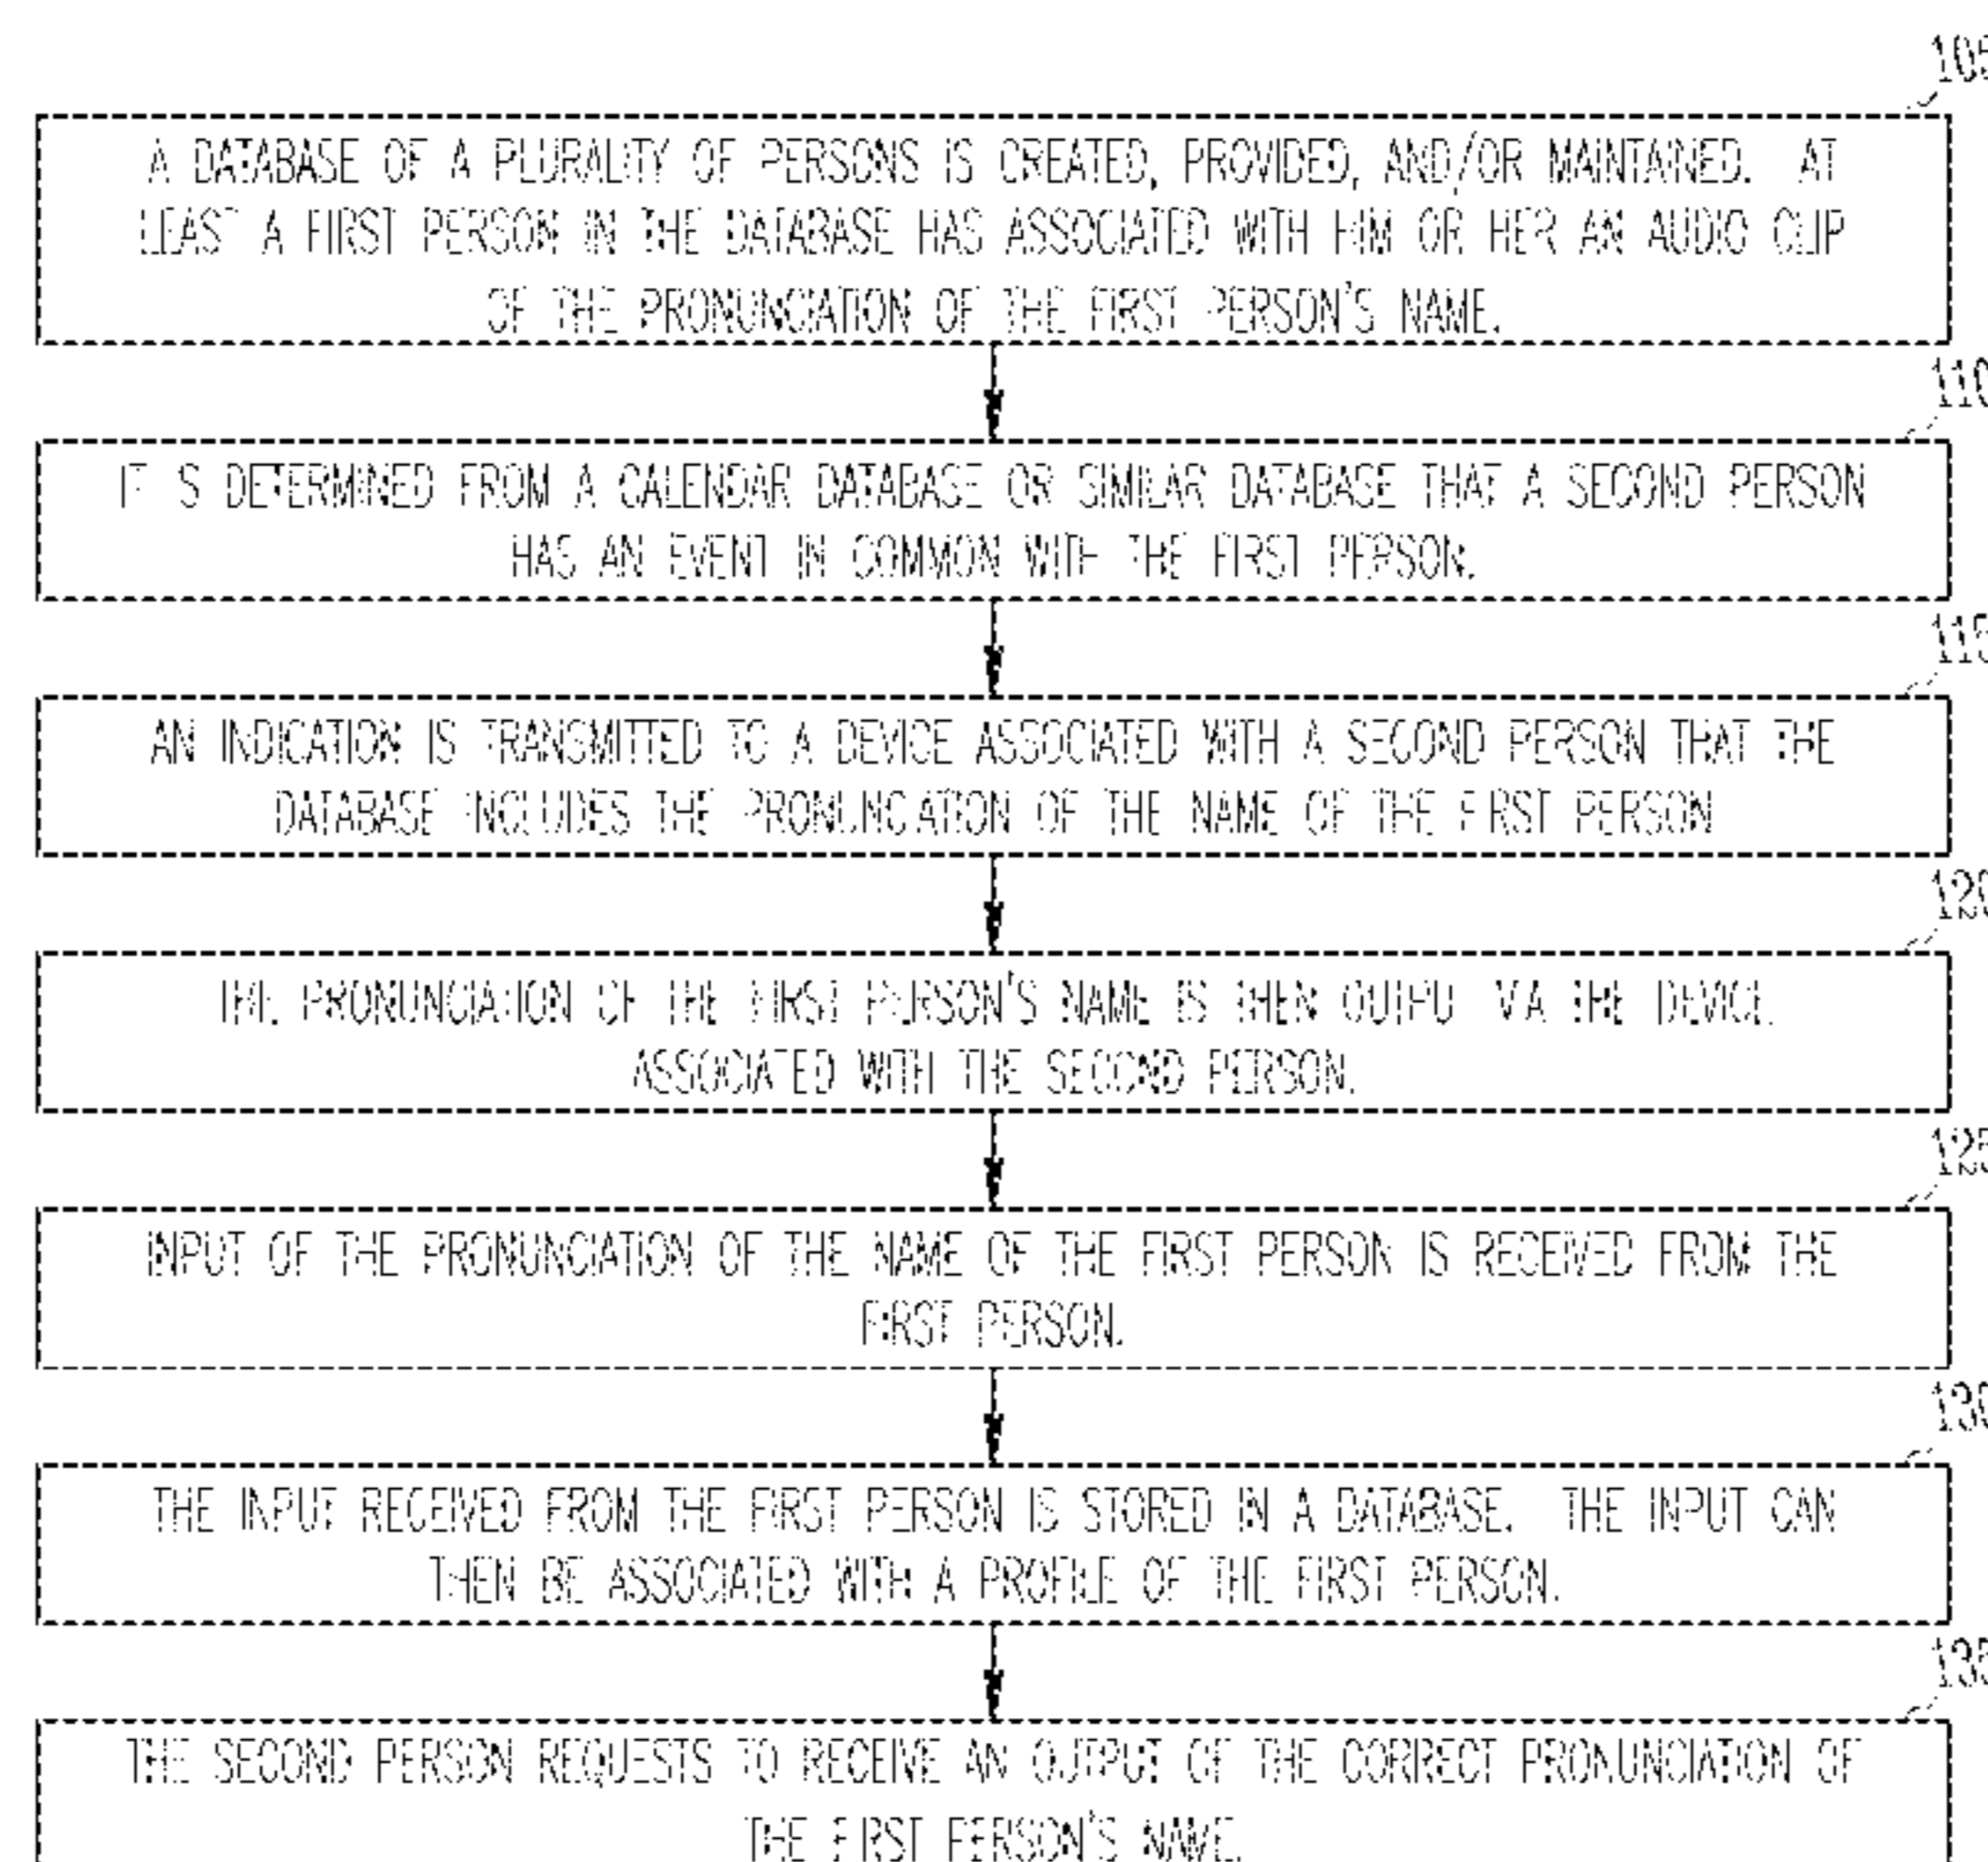 105
A DATABASE OF A PLURALITY OF PERSONS IS CREATED, PROVIDED, AND/OR MAINTAINED. AT
LEAST A FIRST PERSON IN THE DATABASE HAS ASSOCIATED WITH HIM OR HER AN AUDIO CLIP
OF THE PRONUNCIATION OF THE FIRST PERSON'S NAME.
110
IT IS DETERMINED FROM A CALENDAR DATABASE OR SIMILAR DATABASE THAT A SECOND PERSON
HAS AN EVENT IN COMMON WITH THE FIRST PERSON.
115
AN INDICATION IS TRANSMITTED TO A DEVICE ASSOCIATED WITH A SECOND PERSON THAT THE
DATABASE INCLUDES THE PRONUNCIATION OF THE NAME OF THE FIRST PERSON
120
THE PRONUNCIATION OF THE FIRST PERSON'S NAME IS THEN OUTPUT VIA THE DEVICE
ASSOCIATED WITH THE SECOND PERSON.
125
INPUT OF THE PRONUNCIATION OF THE NAME OF THE FIRST PERSON IS RECEIVED FROM THE
FIRST PERSON.
130
THE INPUT RECEIVED FROM THE FIRST PERSON IS STORED IN A DATABASE. THE INPUT CAN
THEN BE ASSOCIATED WITH A PROFILE OF THE FIRST PERSON.
135
THE SECOND PERSON REQUESTS TO RECEIVE AN OUTPUT OF THE CORRECT PRONUNCIATION OF
THE FIRST PERSON'S NAME.